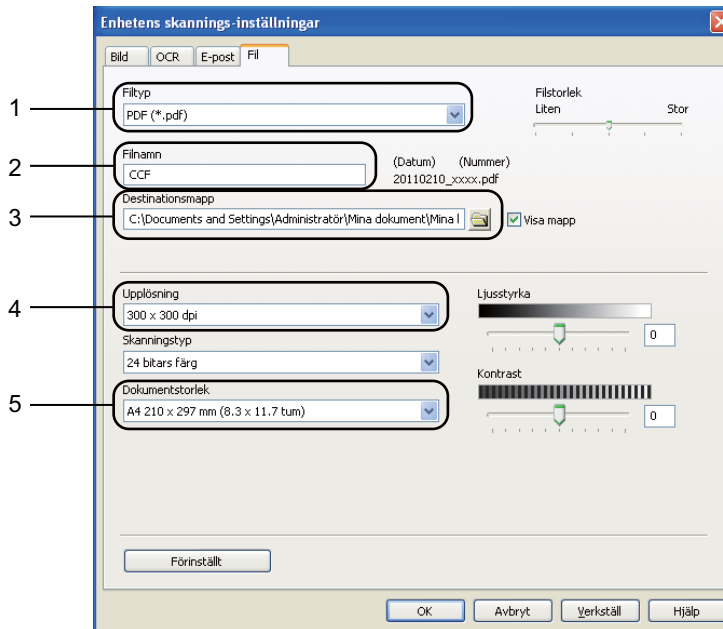 Enhetens skannings-inställningar
Bild OCR E-post Fil
1
Filtyp
PDF (*.pdf)
Filstorlek
Liten Stor
2
Filnamn
CCF
(Datum) (Nummer)
20110210_xxxx.pdf
3
Destinationsmapp
C:\Documents and Settings\Administratör\Mina dokument\Mina l
Visa mapp
4
Upplösning
300 x 300 dpi
Ljusstyrka
0
Skanningstyp
24 bitars färg
Kontrast
0
5
Dokumentstorlek
A4 210 x 297 mm (8.3 x 11.7 tum)
Förinställt
OK Avbryt Verkställ Hjälp